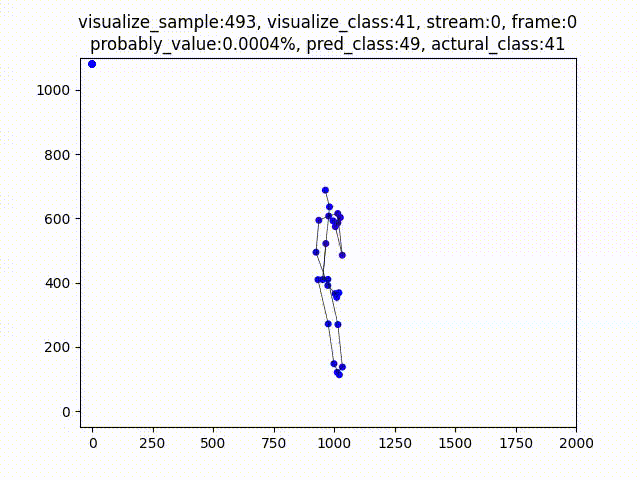 visualize_sample:493, visualize_class:41, stream:0, frame:0
probably_value:0.0004%, pred_class:49, actural_class:41
1000
800
600
400
200
0
0 250 500 750 1000 1250 1500 1750 2000